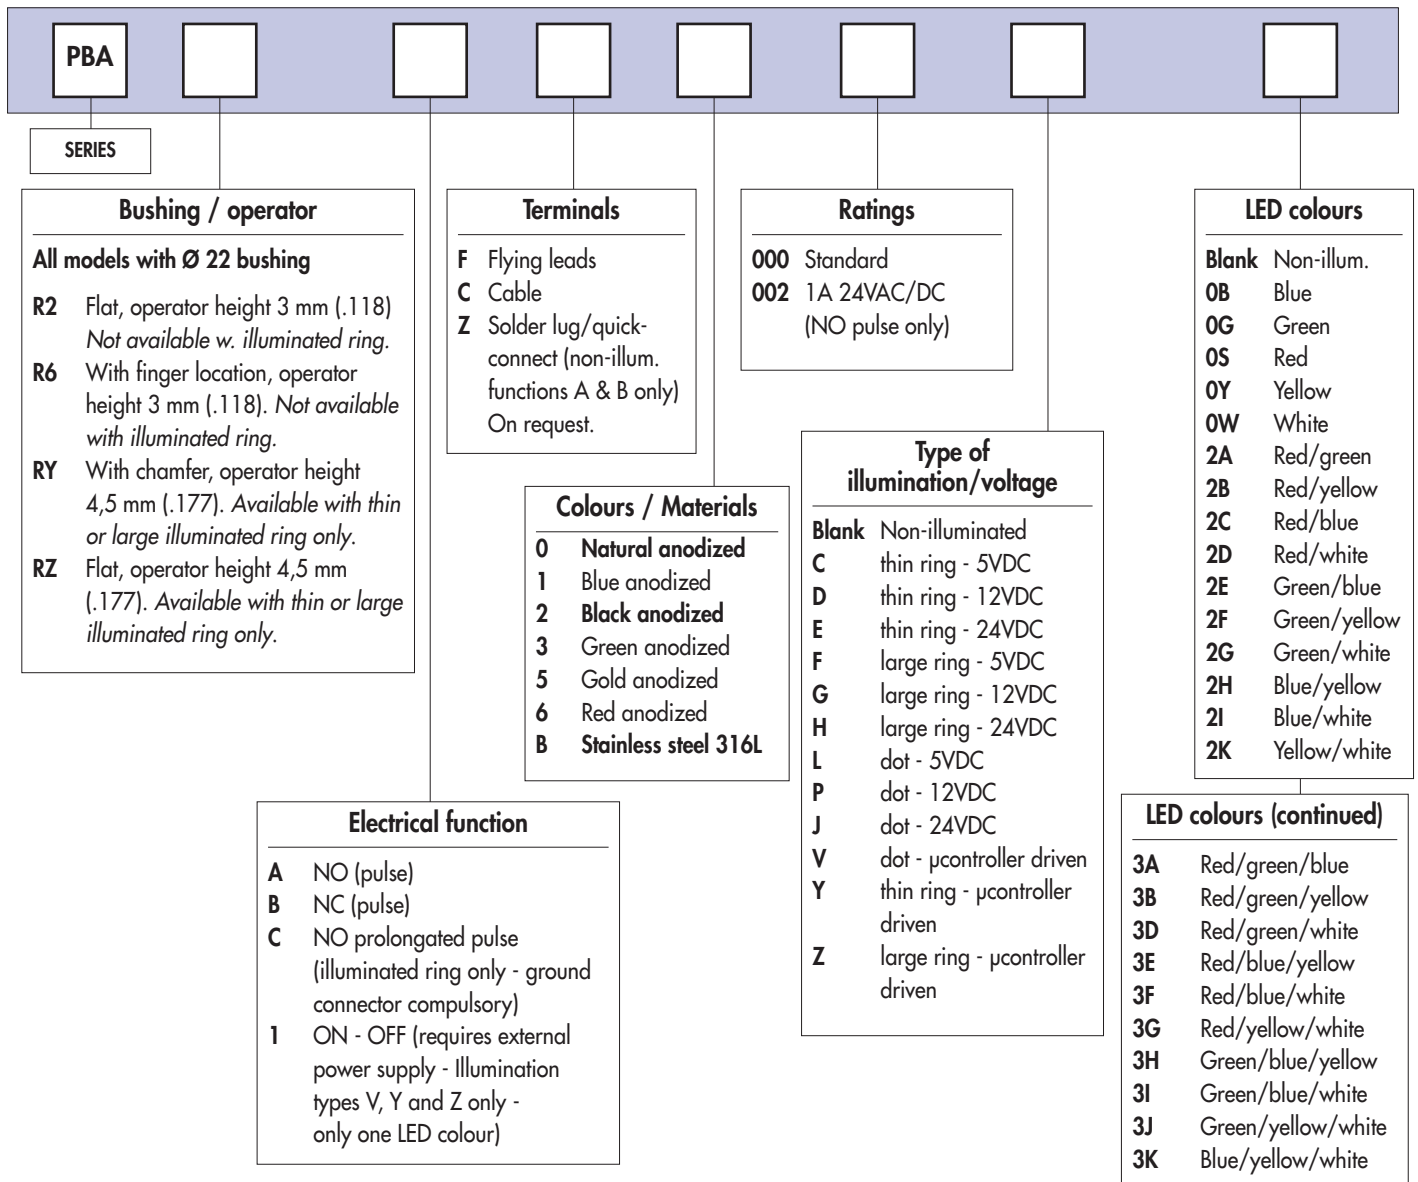 PBA
SERIES
Bushing / operator
All models with Ø 22 bushing
R2 Flat, operator height 3 mm (.118)
Not available w. illuminated ring.
R6 With finger location, operator
height 3 mm (.118). Not available
with illuminated ring.
RY With chamfer, operator height
4,5 mm (.177). Available with thin
or large illuminated ring only.
RZ Flat, operator height 4,5 mm
(.177). Available with thin or large
illuminated ring only.
Electrical function
A NO (pulse)
B NC (pulse)
C NO prolongated pulse
(illuminated ring only - ground
connector compulsory)
1 ON - OFF (requires external
power supply - Illumination
types V, Y and Z only -
only one LED colour)
Terminals
F Flying leads
C Cable
Z Solder lug/quick-
connect (non-illum.
functions A & B only)
On request.
Colours / Materials
0 Natural anodized
1 Blue anodized
2 Black anodized
3 Green anodized
5 Gold anodized
6 Red anodized
B Stainless steel 316L
Ratings
000 Standard
002 1A 24VAC/DC
(NO pulse only)
Type of
illumination/voltage
Blank Non-illuminated
C thin ring - 5VDC
D thin ring - 12VDC
E thin ring - 24VDC
F large ring - 5VDC
G large ring - 12VDC
H large ring - 24VDC
L dot - 5VDC
P dot - 12VDC
J dot - 24VDC
V dot - µcontroller driven
Y thin ring - µcontroller
driven
Z large ring - µcontroller
driven
LED colours
Blank Non-illum.
0B Blue
0G Green
0S Red
0Y Yellow
0W White
2A Red/green
2B Red/yellow
2C Red/blue
2D Red/white
2E Green/blue
2F Green/yellow
2G Green/white
2H Blue/yellow
2I Blue/white
2K Yellow/white
LED colours (continued)
3A Red/green/blue
3B Red/green/yellow
3D Red/green/white
3E Red/blue/yellow
3F Red/blue/white
3G Red/yellow/white
3H Green/blue/yellow
3I Green/blue/white
3J Green/yellow/white
3K Blue/yellow/white